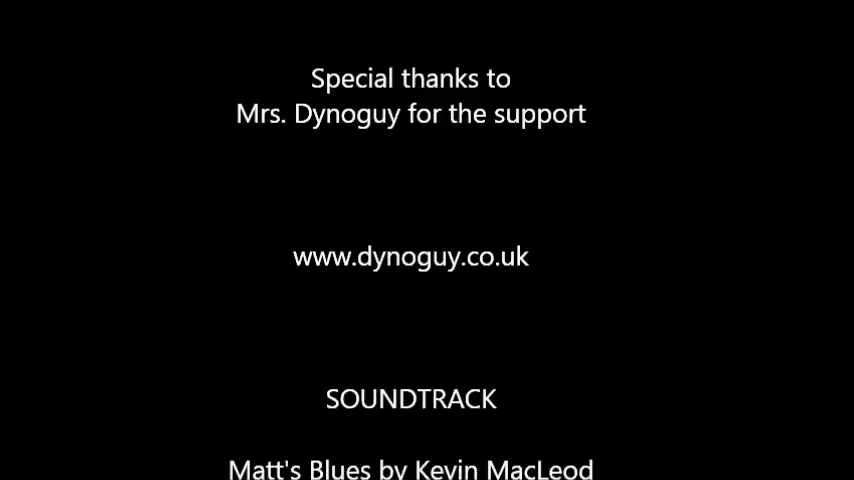 Special thanks to
Mrs. Dynoguy for the support
www.dynoguy.co.uk
SOUNDTRACK
Matt's Blues by Kevin MacLeod